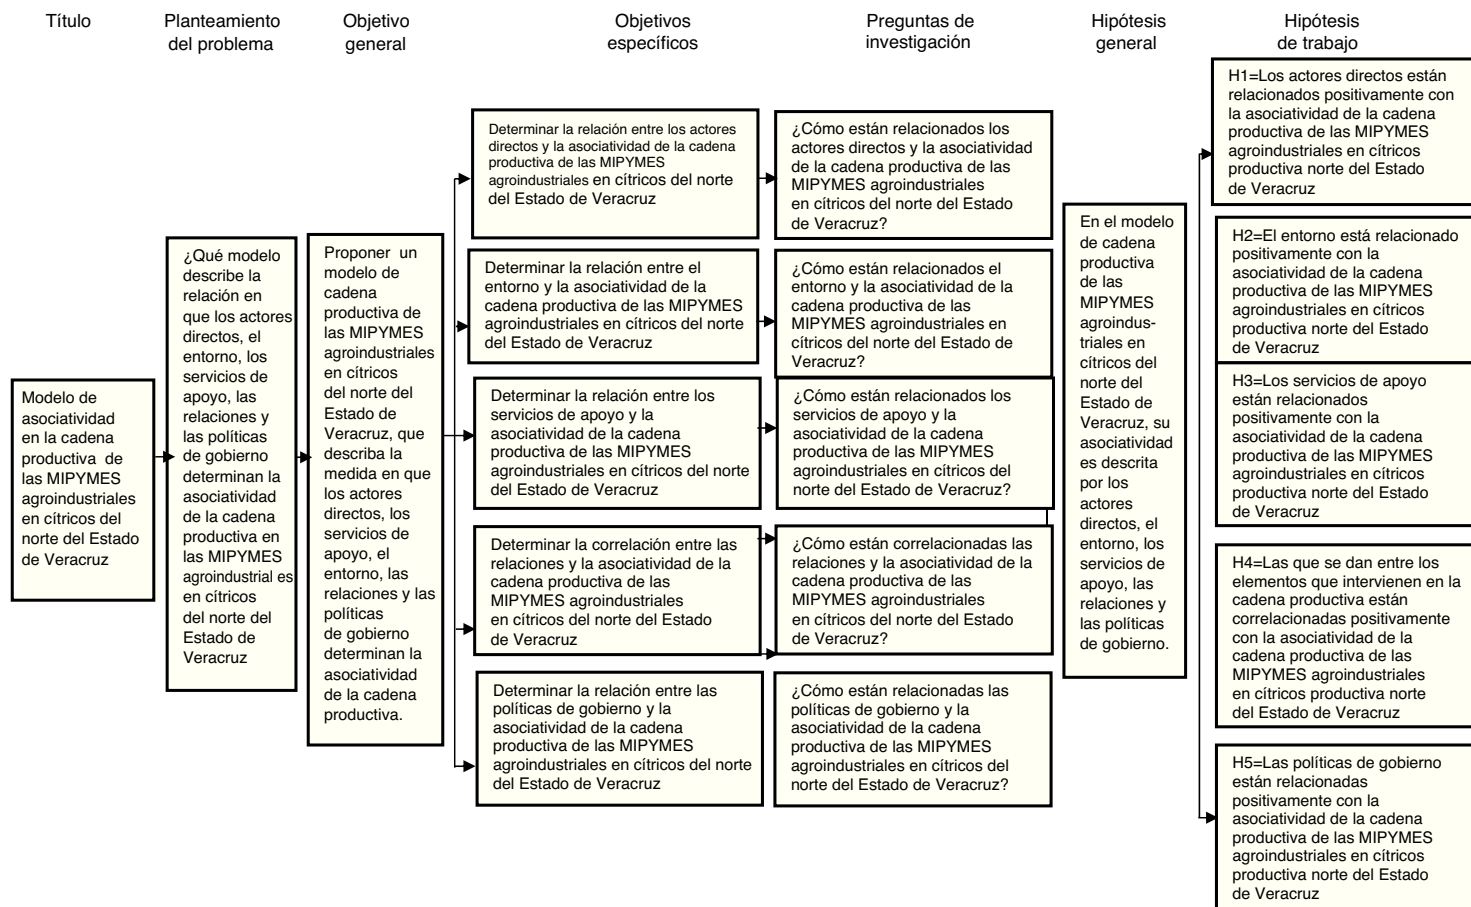 Título
Planteamiento
del problema
Objetivo
general
Objetivos
específicos
Preguntas de
investigación
Hipótesis
general
Hipótesis
de trabajo
Modelo de
asociatividad
en la cadena
productiva de
las MIPYMES
agroindustriales
en cítricos del
norte del Estado
de Veracruz
¿Qué modelo
describe la
relación en
que los actores
directos, el
entorno, los
servicios de
apoyo, las
relaciones y
las políticas
de gobierno
determinan la
asociatividad
de la cadena
productiva en
las MIPYMES
agroindustrial es
en cítricos
del norte del
Estado de
Veracruz
Proponer un
modelo de
cadena
productiva de
las MIPYMES
agroindustriales
en cítricos
del norte del
Estado de
Veracruz, que
describa la
medida en que
los actores
directos, los
servicios de
apoyo, el
entorno, las
relaciones y las
políticas
de gobierno
determinan la
asociatividad
de la cadena
productiva.
Determinar la relación entre los actores
directos y la asociatividad de la cadena
productiva de las MIPYMES
agroindustriales en cítricos del norte
del Estado de Veracruz
Determinar la relación entre el
entorno y la asociatividad de la
cadena productiva de las MIPYMES
agroindustriales en cítricos del norte
del Estado de Veracruz
Determinar la relación entre los
servicios de apoyo y la
asociatividad de la cadena
productiva de las MIPYMES
agroindustriales en cítricos del norte
del Estado de Veracruz
Determinar la correlación entre las
relaciones y la asociatividad de la
cadena productiva de las
MIPYMES agroindustriales
en cítricos del norte del Estado
de Veracruz
Determinar la relación entre las
políticas de gobierno y la
asociatividad de la cadena
productiva de las MIPYMES
agroindustriales en cítricos del norte
del Estado de Veracruz
¿Cómo están relacionados los
actores directos y la asociatividad
de la cadena productiva de las
MIPYMES agroindustriales
en cítricos del norte del Estado
de Veracruz?
¿Cómo están relacionados el
entorno y la asociatividad de la
cadena productiva de las
MIPYMES agroindustriales en
cítricos del norte del Estado de
Veracruz?
¿Cómo están relacionados los
servicios de apoyo y la
asociatividad de la cadena
productiva de las MIPYMES
agroindustriales en cítricos del
norte del Estado de Veracruz?
¿Cómo están correlacionadas las
relaciones y la asociatividad de la
cadena productiva de las
MIPYMES agroindustriales
en cítricos del norte del Estado
de Veracruz?
¿Cómo están relacionadas las
políticas de gobierno y la
asociatividad de la cadena
productiva de las MIPYMES
agroindustriales en cítricos del
norte del Estado de Veracruz?
En el modelo
de cadena
productiva
de las
MIPYMES
agroindus-
triales en
cítricos del
norte del
Estado de
Veracruz, su
asociatividad
es descrita
por los
actores
directos, el
entorno, los
servicios de
apoyo, las
relaciones y
las políticas
de gobierno.
H1=Los actores directos están
relacionados positivamente con
la asociatividad de la cadena
productiva de las MIPYMES
agroindustriales en cítricos
productiva norte del Estado
de Veracruz
H2=El entorno está relacionado
positivamente con la
asociatividad de la cadena
productiva de las MIPYMES
agroindustriales en cítricos
productiva norte del Estado
de Veracruz
H3=Los servicios de apoyo
están relacionados
positivamente con la
asociatividad de la cadena
productiva de las MIPYMES
agroindustriales en cítricos
productiva norte del Estado
de Veracruz
H4=Las que se dan entre los
elementos que intervienen en la
cadena productiva están
correlacionadas positivamente
con la asociatividad de la
cadena productiva de las
MIPYMES agroindustriales
en cítricos productiva norte
del Estado de Veracruz
H5=Las políticas de gobierno
están relacionadas
positivamente con la
asociatividad de la cadena
productiva de las MIPYMES
agroindustriales en cítricos
productiva norte del Estado
de Veracruz